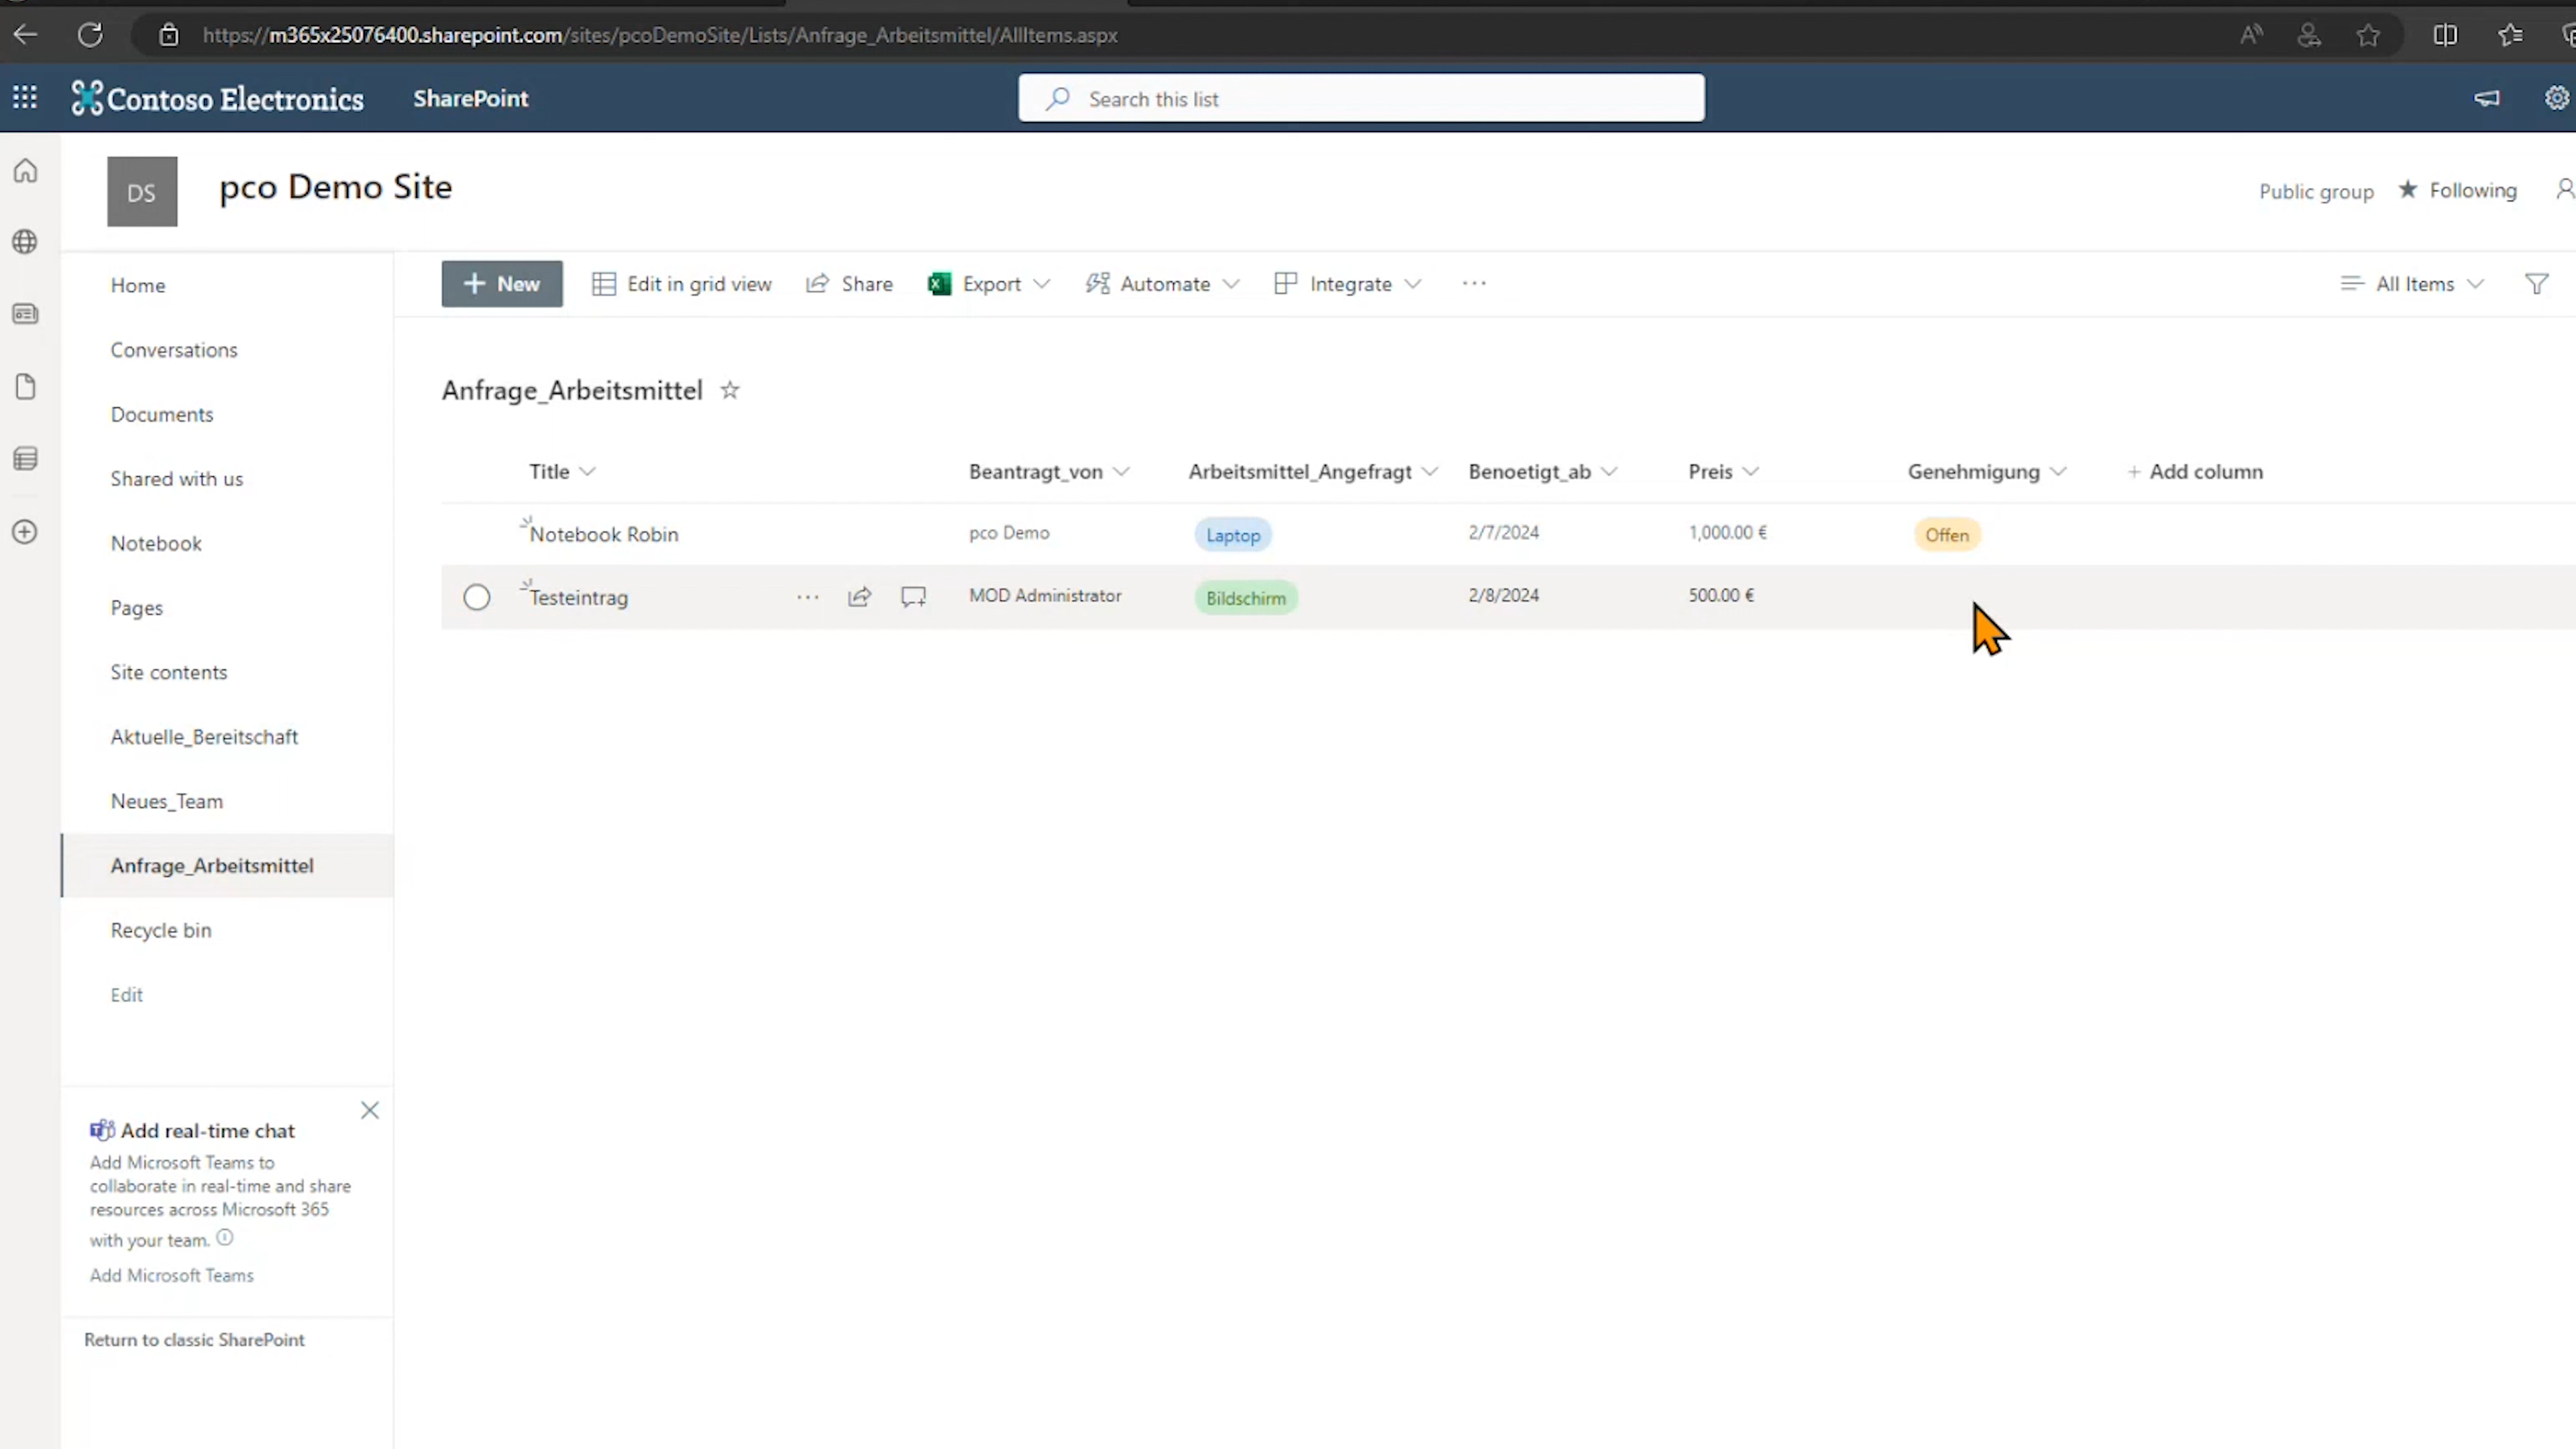 https://m365x25076400.sharepoint.com/sites/pcoDemoSite/Lists/Anfrage_Arbeitsmittel/AllItems.aspx
Contoso Electronics SharePoint Search this list
DS pco Demo Site Public group Following
Home
Conversations
Documents
Shared with us
Notebook
Pages
Site contents
Aktuelle_Bereitschaft
Neues_Team
Anfrage_Arbeitsmittel
Recycle bin
Edit
Add real-time chat
Add Microsoft Teams to
collaborate in real-time and share
resources across Microsoft 365
with your team.
Add Microsoft Teams
Return to classic SharePoint
+ New Edit in grid view Share Export Automate Integrate ... All Items
Anfrage_Arbeitsmittel
Title Beantragt_von Arbeitsmittel_Angefragt Benoetigt_ab Preis Genehmigung + Add column
Notebook Robin pco Demo Laptop 2/7/2024 1,000.00 € Offen
Testeintrag ... MOD Administrator Bildschirm 2/8/2024 500.00 €